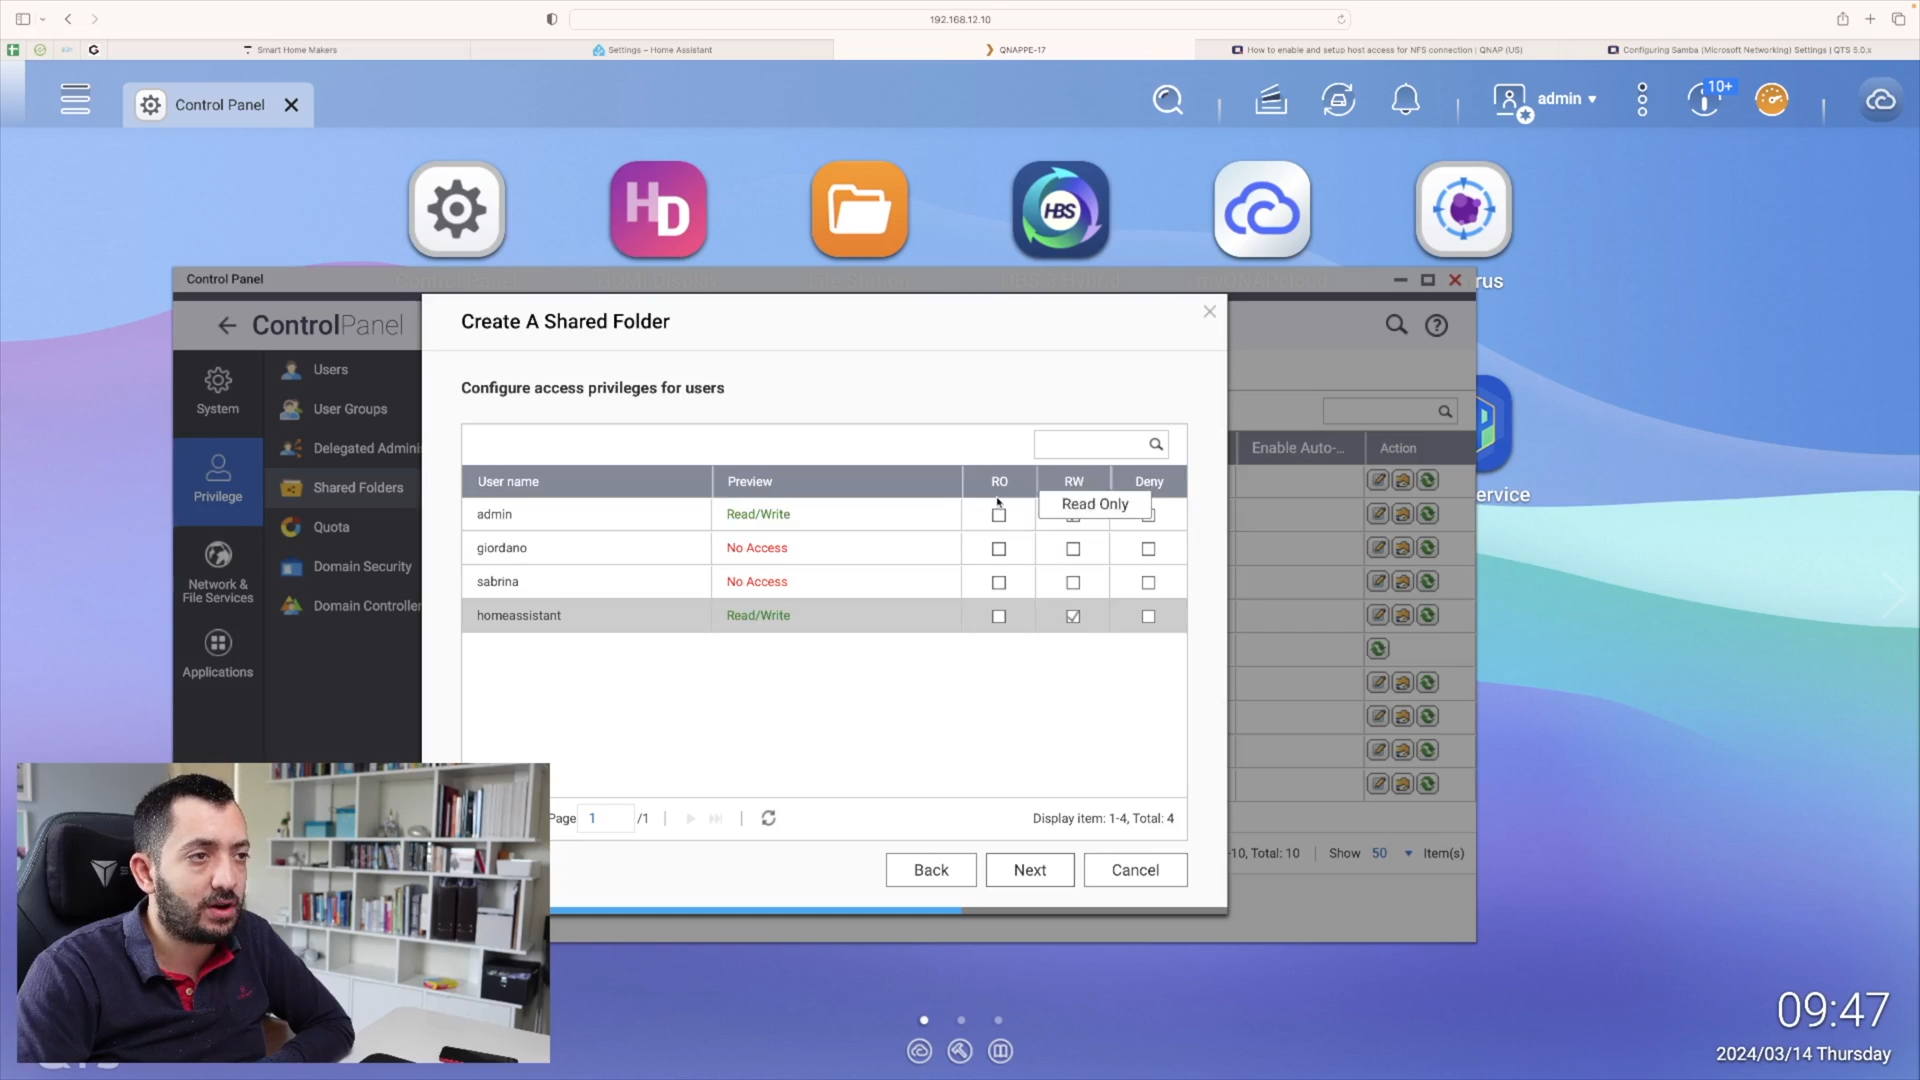 192.168.12.10
G
Smart Home Makers
Settings – Home Assistant
QNAPPE-17
How to enable and setup host access for NFS connection | QNAP (US)
Configuring Samba (Microsoft Networking) Settings | QTS 5.0.x
Control Panel
admin
10+
HD
HBS
rus
Control Panel
ControlPanel
Create A Shared Folder
System
Privilege
Network & File Services
Applications
Users
User Groups
Delegated Adminis
Shared Folders
Quota
Domain Security
Domain Controller
Configure access privileges for users
User name Preview RO RW Deny
Read Only
admin Read/Write
giordano No Access
sabrina No Access
homeassistant Read/Write
Page 1 /1
Display item: 1-4, Total: 4
Back Next Cancel
Enable Auto-... Action
ervice
-10, Total: 10 Show 50 Item(s)
09:47
2024/03/14 Thursday